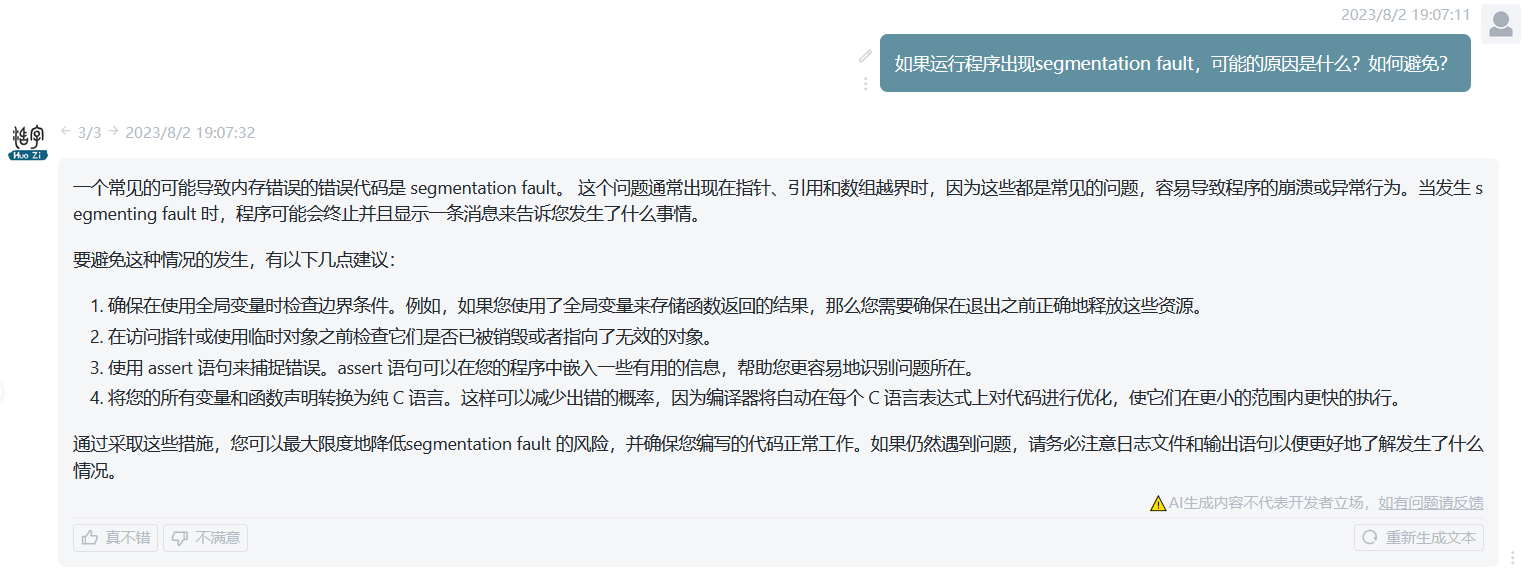 2023/8/2 19:07:11
如果运行程序出现segmentation fault，可能的原因是什么？如何避免？
活字
Huo Zi
← 3/3 → 2023/8/2 19:07:32
一个常见的可能导致内存错误的错误代码是 segmentation fault。 这个问题通常出现在指针、引用和数组越界时，因为这些都是常见的问题，容易导致程序的崩溃或异常行为。当发生 s
egmenting fault 时，程序可能会终止并且显示一条消息来告诉您发生了什么事情。
要避免这种情况的发生，有以下几点建议：
1. 确保在使用全局变量时检查边界条件。例如，如果您使用了全局变量来存储函数返回的结果，那么您需要确保在退出之前正确地释放这些资源。
2. 在访问指针或使用临时对象之前检查它们是否已被销毁或者指向了无效的对象。
3. 使用 assert 语句来捕捉错误。assert 语句可以在您的程序中嵌入一些有用的信息，帮助您更容易地识别问题所在。
4. 将您的所有变量和函数声明转换为纯 C 语言。这样可以减少出错的概率，因为编译器将自动在每个 C 语言表达式上对代码进行优化，使它们在更小的范围内更快的执行。
通过采取这些措施，您可以最大限度地降低segmentation fault 的风险，并确保您编写的代码正常工作。如果仍然遇到问题，请务必注意日志文件和输出语句以便更好地了解发生了什么
情况。
AI生成内容不代表开发者立场，如有问题请反馈
真不错 不满意 重新生成文本